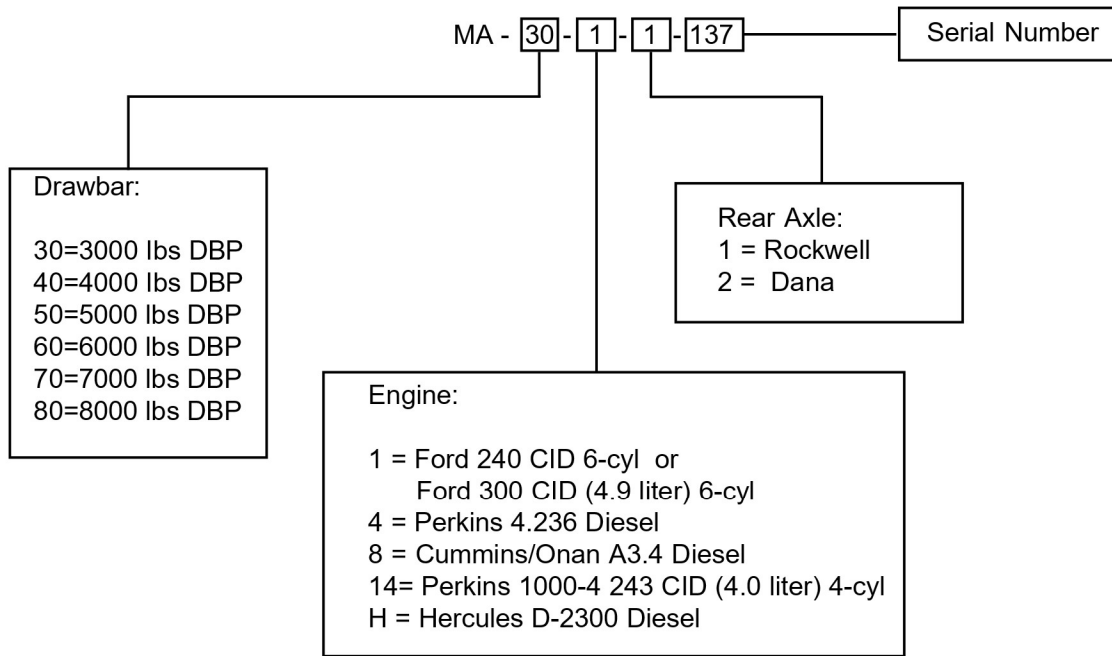 MA - 30 - 1 - 1 - 137
Serial Number
Drawbar:
30=3000 lbs DBP
40=4000 lbs DBP
50=5000 lbs DBP
60=6000 lbs DBP
70=7000 lbs DBP
80=8000 lbs DBP
Rear Axle:
1 = Rockwell
2 = Dana
Engine:
1 = Ford 240 CID 6-cyl or
Ford 300 CID (4.9 liter) 6-cyl
4 = Perkins 4.236 Diesel
8 = Cummins/Onan A3.4 Diesel
14= Perkins 1000-4 243 CID (4.0 liter) 4-cyl
H = Hercules D-2300 Diesel